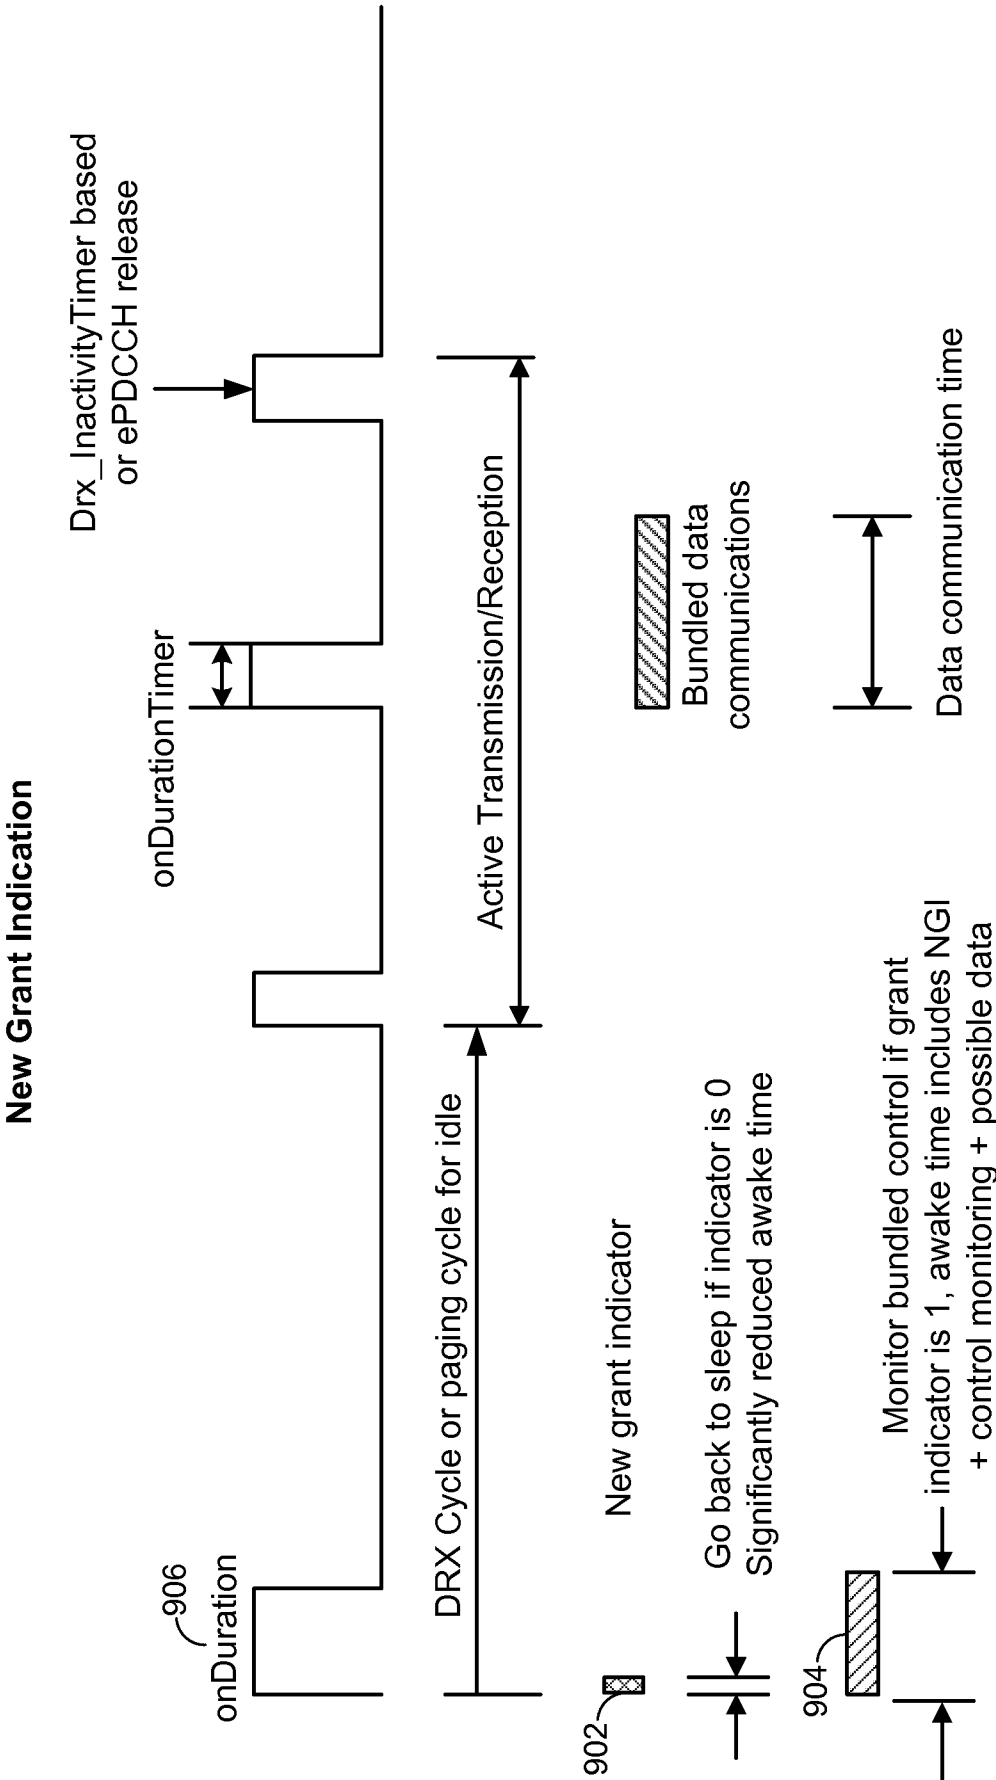 New Grant Indication
906
onDuration
onDurationTimer
Drx_InactivityTimer based
or ePDCCH release
DRX Cycle or paging cycle for idle
Active Transmission/Reception
902
New grant indicator
Bundled data
communications
Go back to sleep if indicator is 0
Significantly reduced awake time
904
Monitor bundled control if grant
indicator is 1, awake time includes NGI
+ control monitoring + possible data
Data communication time